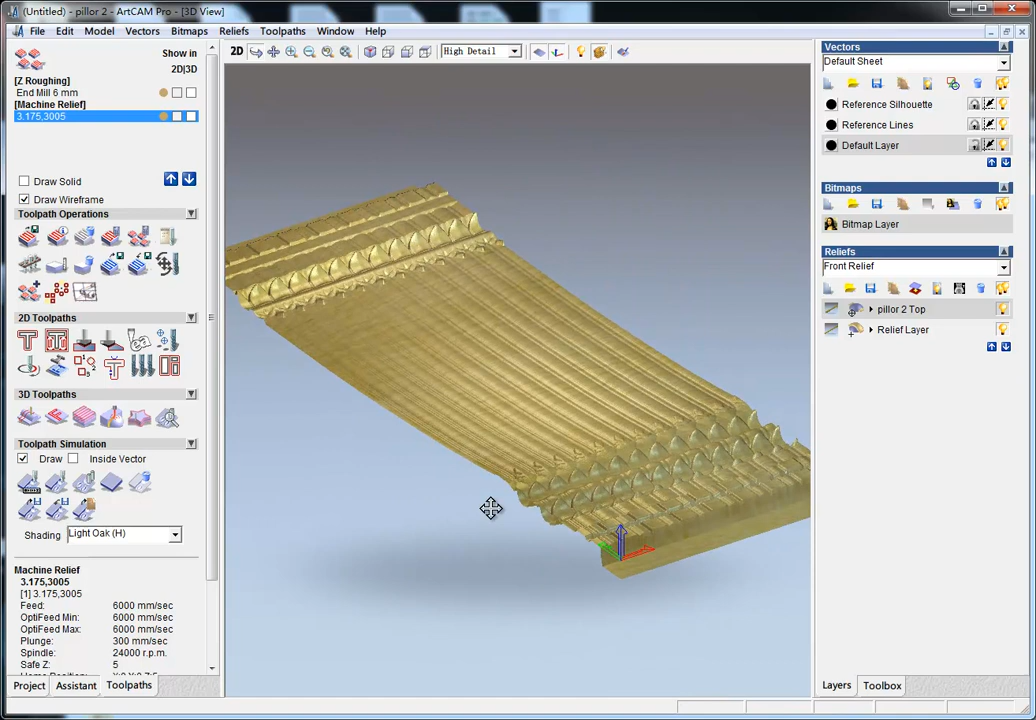 (Untitled) - pillor 2 - ArtCAM Pro - [3D View]
File Edit Model Vectors Bitmaps Reliefs Toolpaths Window Help
Show in
2D|3D
[Z Roughing]
End Mill 6 mm
[Machine Relief]
3.175,3005
Draw Solid
Draw Wireframe
Toolpath Operations
2D Toolpaths
3D Toolpaths
Toolpath Simulation
Draw Inside Vector
Shading Light Oak (H)
Machine Relief
3.175,3005
[1] 3.175,3005
Feed: 6000 mm/sec
OptiFeed Min: 6000 mm/sec
OptiFeed Max: 6000 mm/sec
Plunge: 300 mm/sec
Spindle: 24000 r.p.m.
Safe Z: 5
Project Assistant Toolpaths
2D High Detail
Vectors
Default Sheet
Reference Silhouette
Reference Lines
Default Layer
Bitmaps
Bitmap Layer
Reliefs
Front Relief
pillor 2 Top
Relief Layer
Layers Toolbox